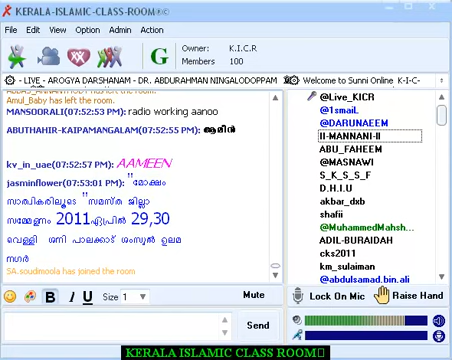 KERALA-ISLAMIC-CLASS-ROOM®©
File Edit View Option Admin Action
Owner: K.I.C.R
Members 100
G
- LIVE - AROGYA DARSHANAM - DR. ABDURAHMAN NINGALODOPPAM
Welcome to Sunni Online K-I-C-
Amul_Baby has left the room.
MANSOORALI(07:52:53 PM): radio working aanoo
ABUTHAHIR-KAIPAMANGALAM(07:52:55 PM): ആമീൻ
kv_in_uae(07:52:57 PM): AAMEEN
jasminflower(07:53:01 PM): "മോക്ഷം
സാത്വികരിലൂടെ "സമസ്ത ജില്ലാ
സമ്മേളനം 2011ഏപ്രിൽ 29,30
വെള്ളി ശനി പാലക്കാട് ശംസുൽ ഉലമ
നഗർ
SA.soudimoola has joined the room
@Live_KICR
@1smaiL
@DARUNAEEM
II-MANNANI-II
ABU_FAHEEM
@MASNAWI
S_K_S_S_F
D.H.I.U
akbar_dxb
shafii
@MuhammedMahsh...
ADIL-BURAIDAH
cks2011
km_sulaiman
@abdulsamad.bin.ali
B I U Size 1 Mute
Lock On Mic Raise Hand
Send
KERALA ISLAMIC CLASS ROOM